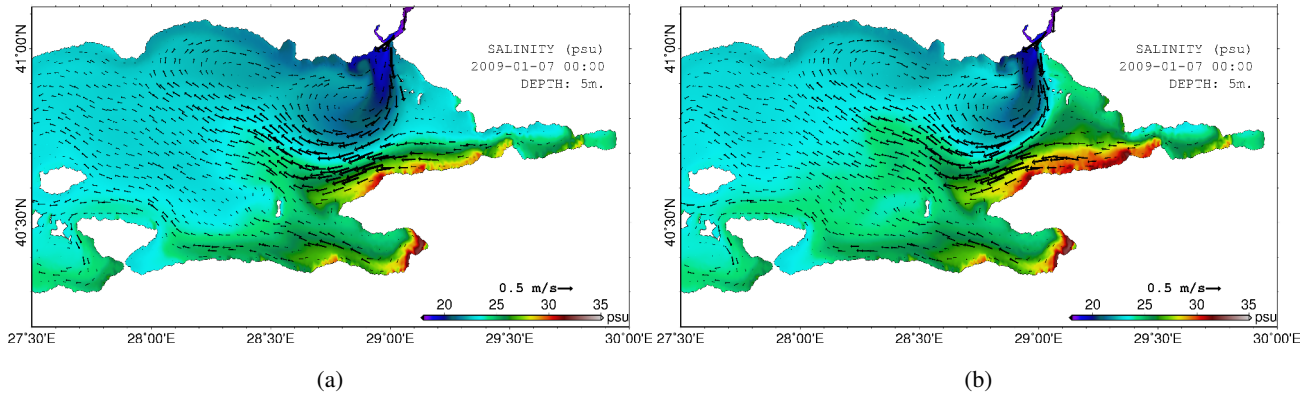 41°00'N
40°30'N
SALINITY (psu)
2009-01-07 00:00
DEPTH: 5m.
0.5 m/s
20 25 30 35
psu
27°30'E 28°00'E 28°30'E 29°00'E 29°30'E 30°00'E
(a)
41°00'N
40°30'N
SALINITY (psu)
2009-01-07 00:00
DEPTH: 5m.
0.5 m/s
20 25 30 35
psu
27°30'E 28°00'E 28°30'E 29°00'E 29°30'E 30°00'E
(b)